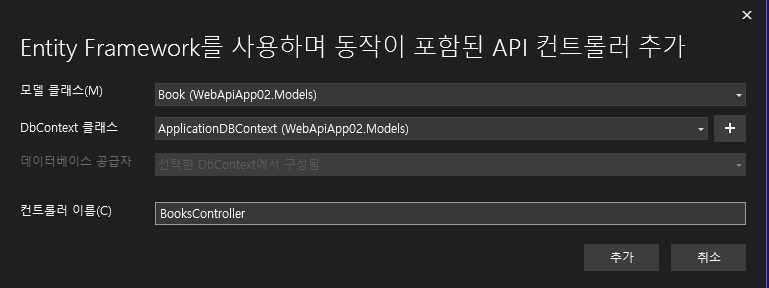 Entity Framework를 사용하며 동작이 포함된 API 컨트롤러 추가
모델 클래스(M)
Book (WebApiApp02.Models)
DbContext 클래스
ApplicationDBContext (WebApiApp02.Models)
데이터베이스 공급자
선택한 DbContext에서 구성됨
컨트롤러 이름(C)
BooksController
추가
취소